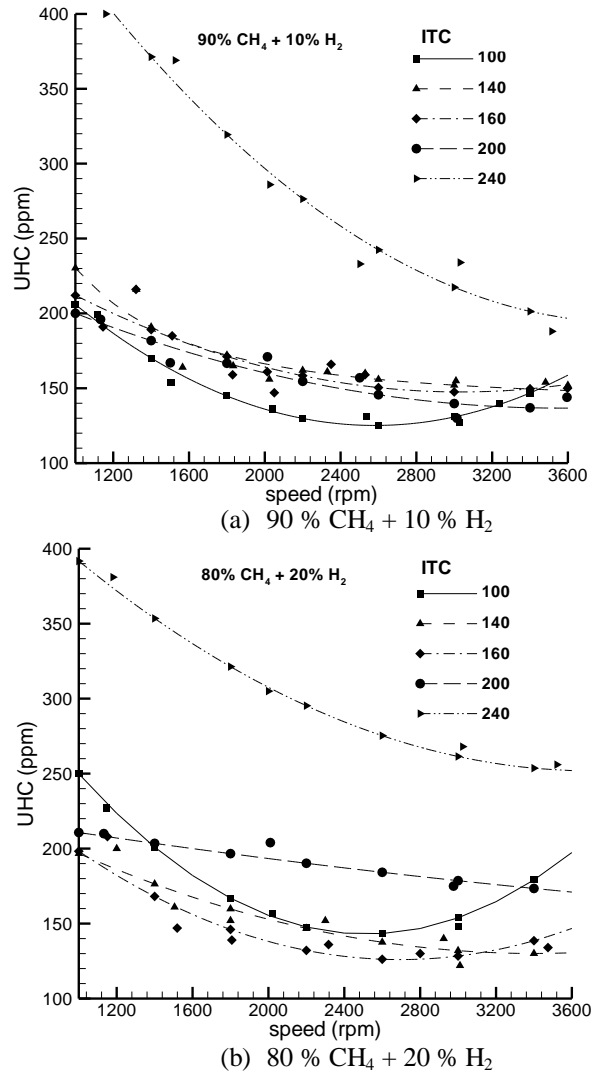 400
350
300
250
200
150
100
UHC (ppm)
90% CH₄ + 10% H₂
ITC
100
140
160
200
240
1200 1600 2000 2400 2800 3200 3600
speed (rpm)
(a) 90 % CH₄ + 10 % H₂
400
350
300
250
200
150
100
UHC (ppm)
80% CH₄ + 20% H₂
ITC
100
140
160
200
240
1200 1600 2000 2400 2800 3200 3600
speed (rpm)
(b) 80 % CH₄ + 20 % H₂